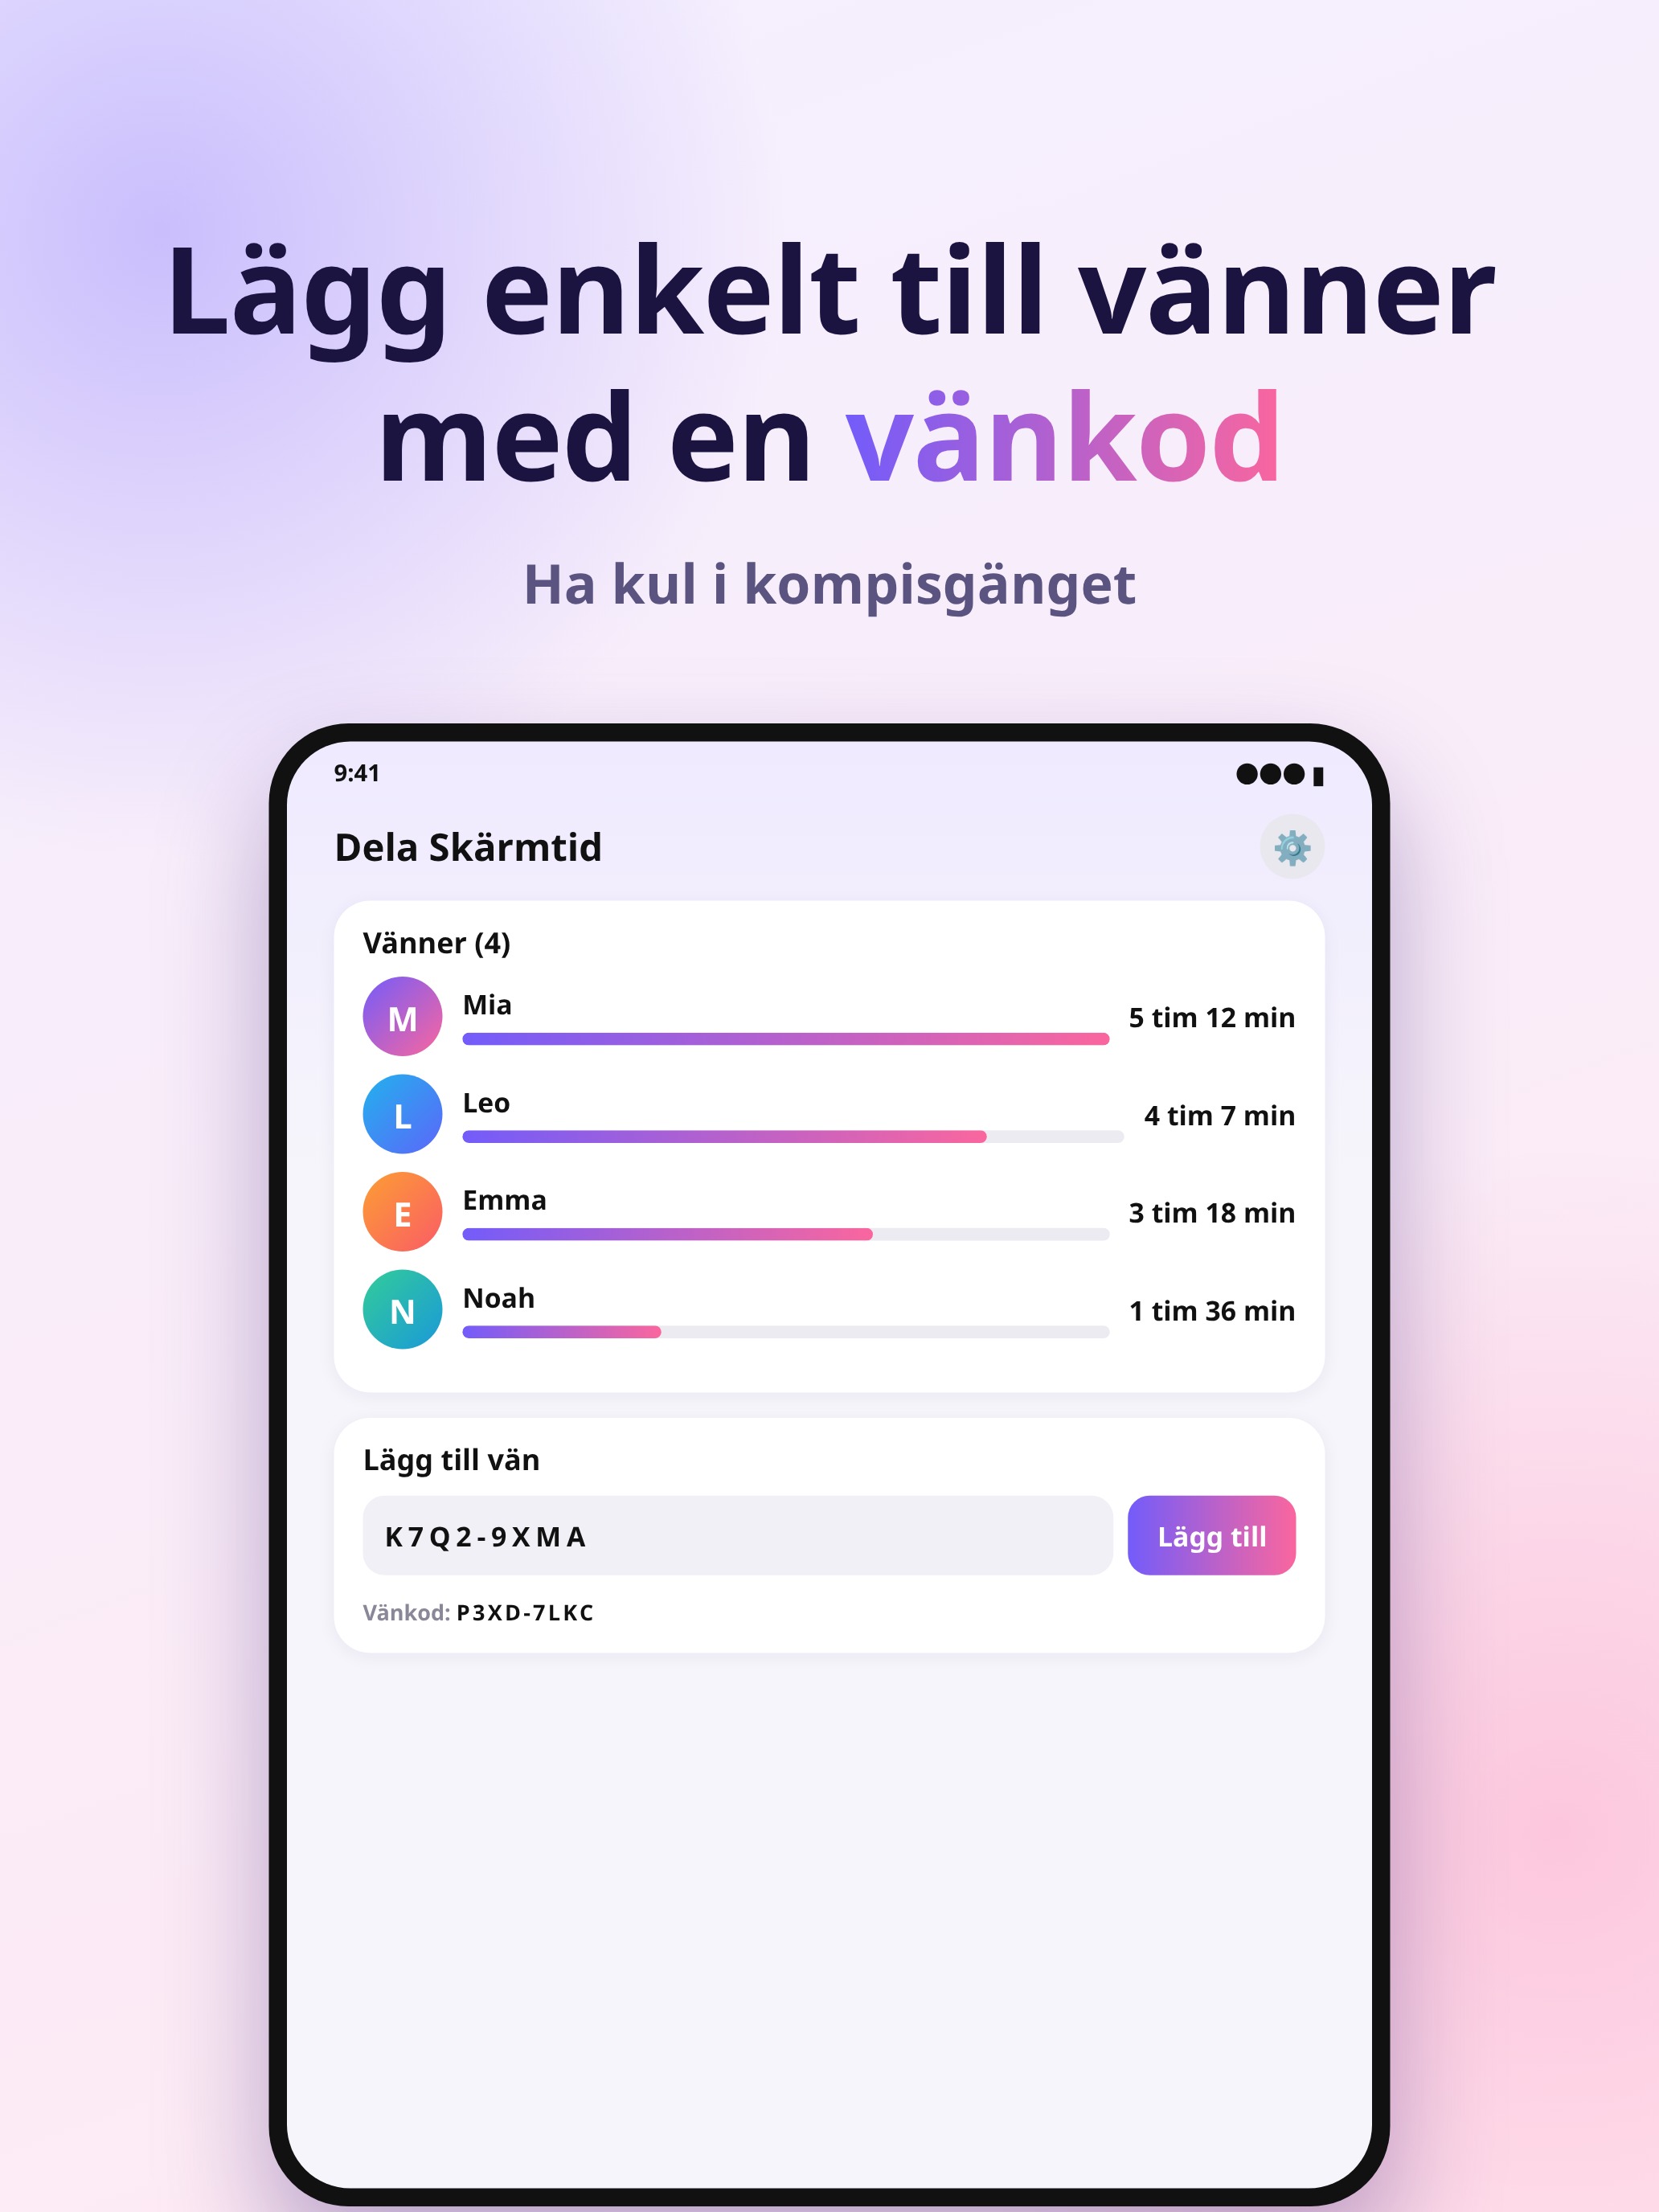 Lägg enkelt till vänner
med en vänkod
Ha kul i kompisgänget
9:41
Dela Skärmtid
Vänner (4)
M
Mia
5 tim 12 min
L
Leo
4 tim 7 min
E
Emma
3 tim 18 min
N
Noah
1 tim 36 min
Lägg till vän
K7Q2-9XMA
Lägg till
Vänkod: P3XD-7LKC